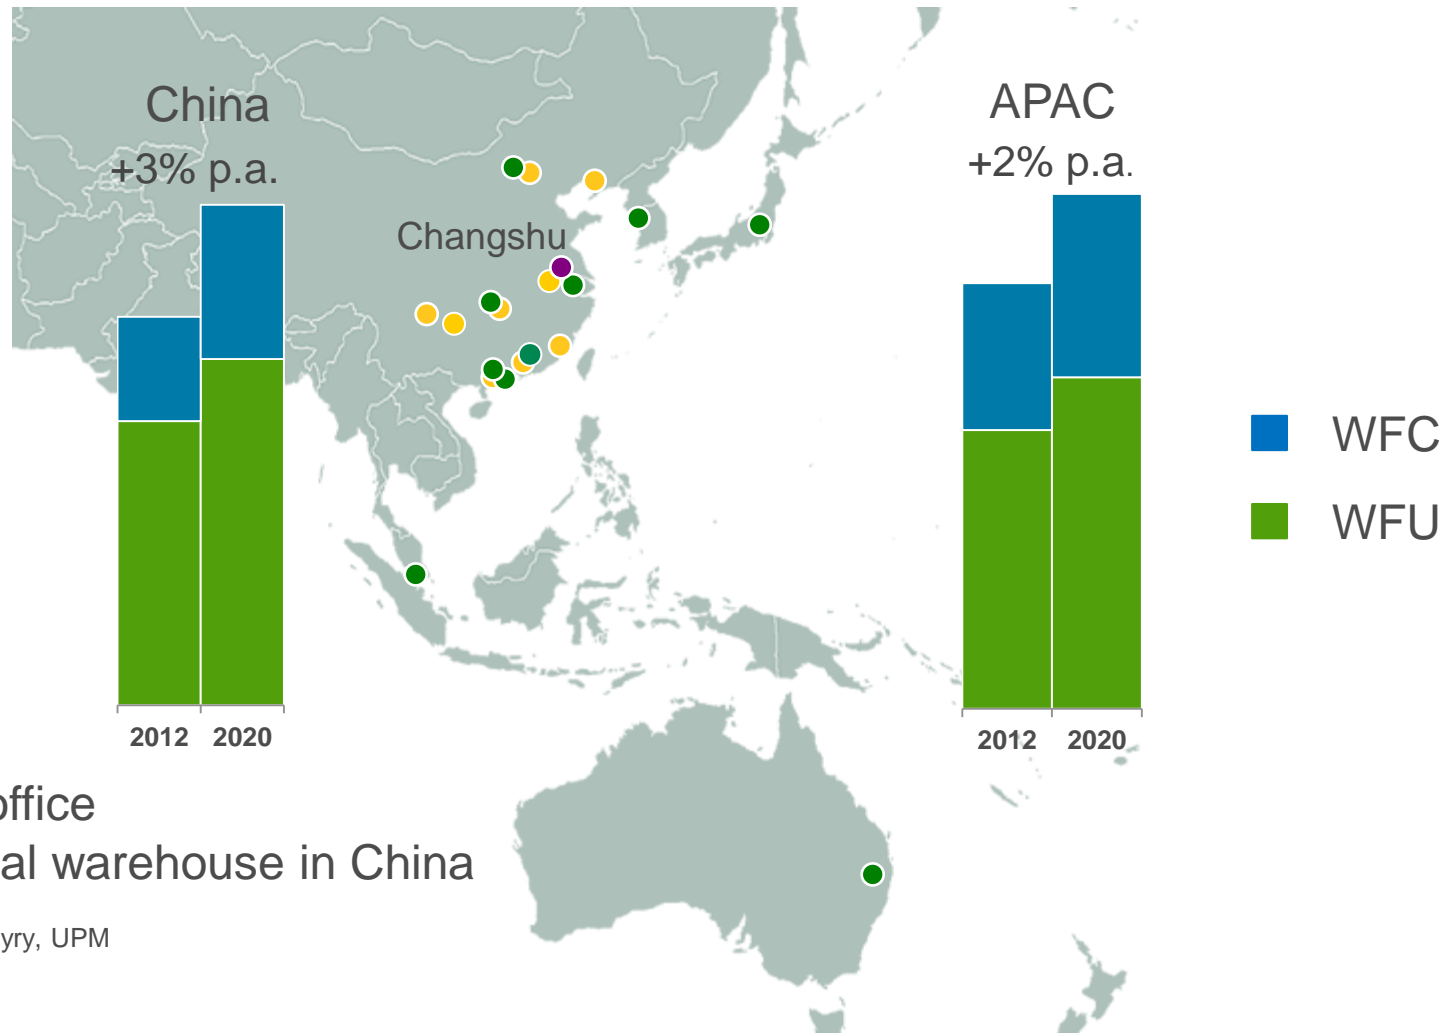 China
+3% p.a.
APAC
+2% p.a.
Changshu
WFC
WFU
2012 2020
2012 2020
office
al warehouse in China
yry, UPM